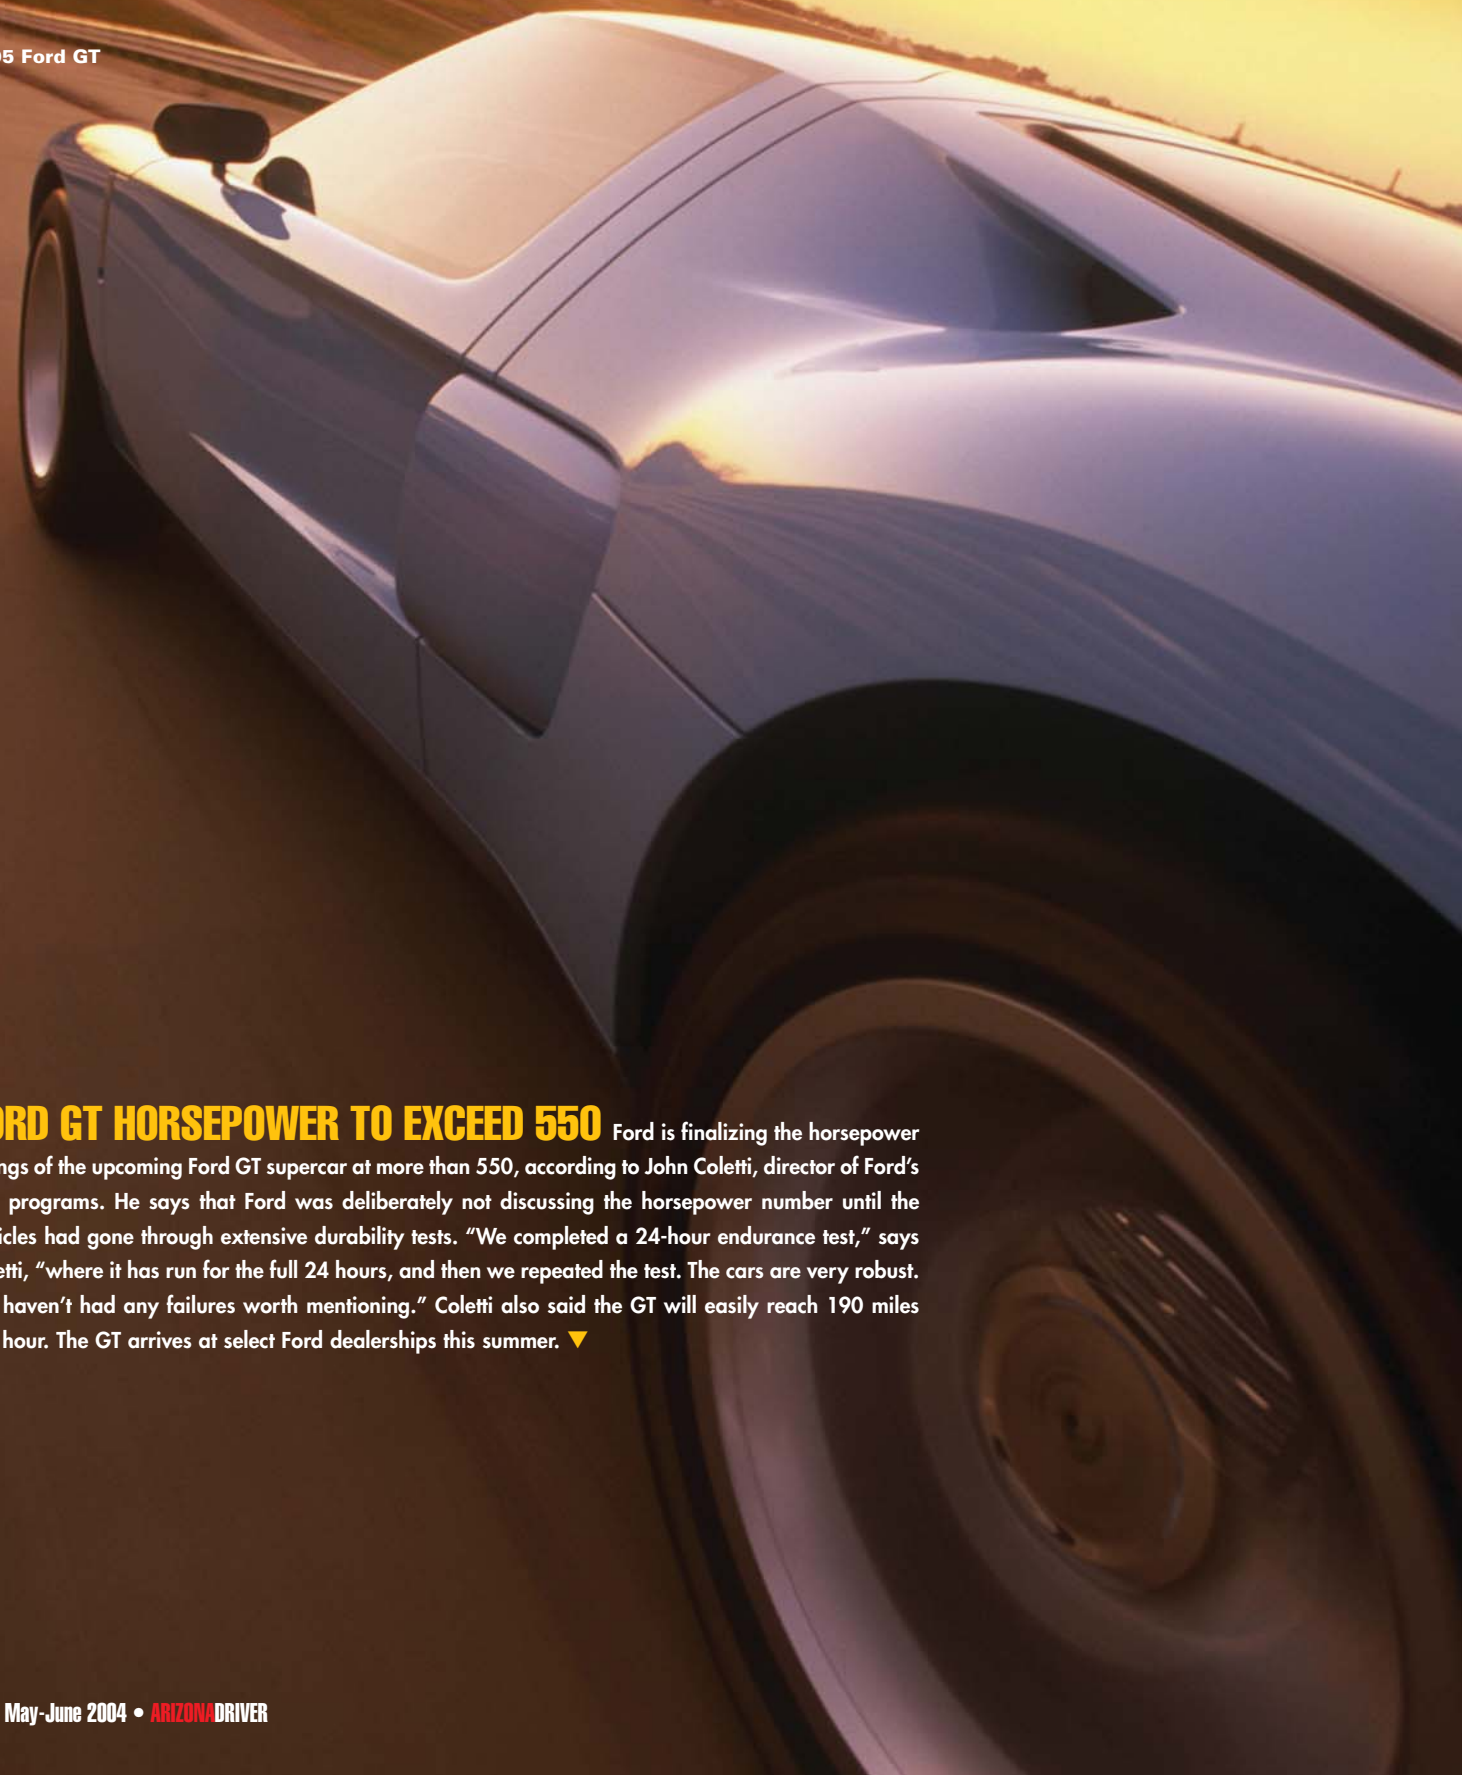 05 Ford GT
ORD GT HORSEPOWER TO EXCEED 550 Ford is finalizing the horsepower
ngs of the upcoming Ford GT supercar at more than 550, according to John Coletti, director of Ford’s
programs. He says that Ford was deliberately not discussing the horsepower number until the
icles had gone through extensive durability tests. “We completed a 24-hour endurance test,” says
etti, “where it has run for the full 24 hours, and then we repeated the test. The cars are very robust.
haven’t had any failures worth mentioning.” Coletti also said the GT will easily reach 190 miles
hour. The GT arrives at select Ford dealerships this summer. ▼
May-June 2004 • ARIZONADRIVER